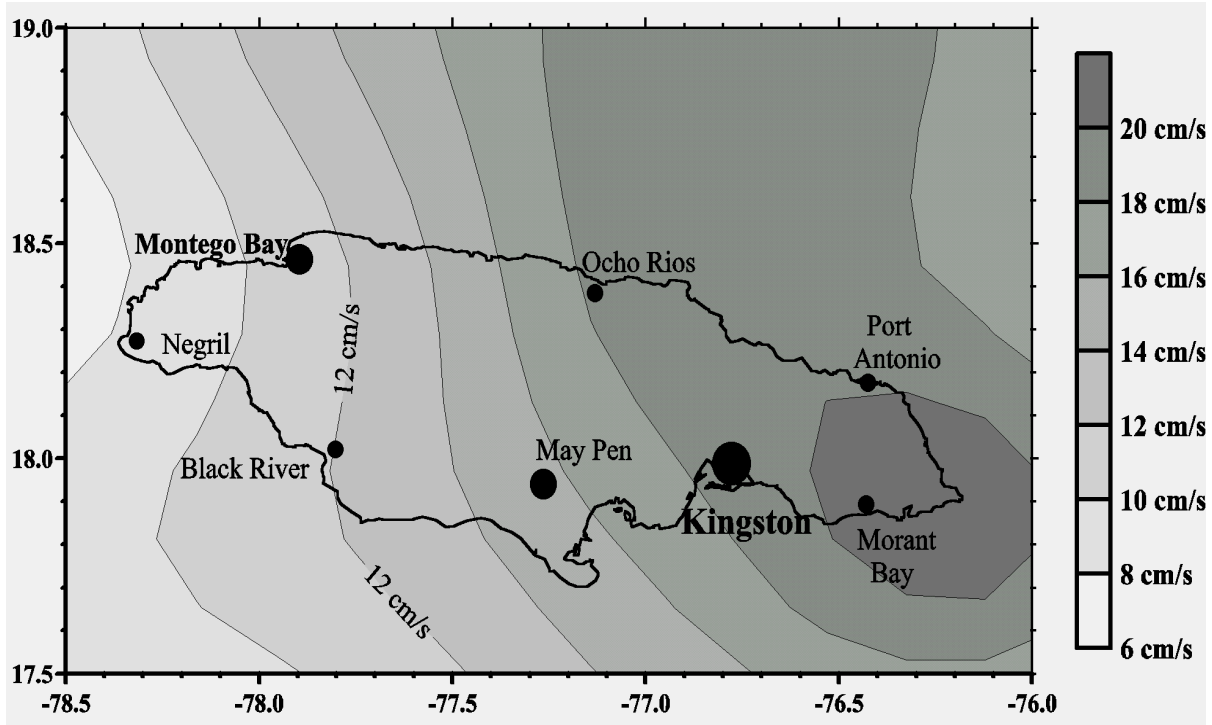 19.0
20 cm/s
18 cm/s
18.5
Montego Bay
Ocho Rios
16 cm/s
Negril
12 cm/s
Port
Antonio
14 cm/s
12 cm/s
18.0
Black River
May Pen
10 cm/s
Kingston
Morant
Bay
12 cm/s
8 cm/s
6 cm/s
17.5
-78.5
-78.0
-77.5
-77.0
-76.5
-76.0